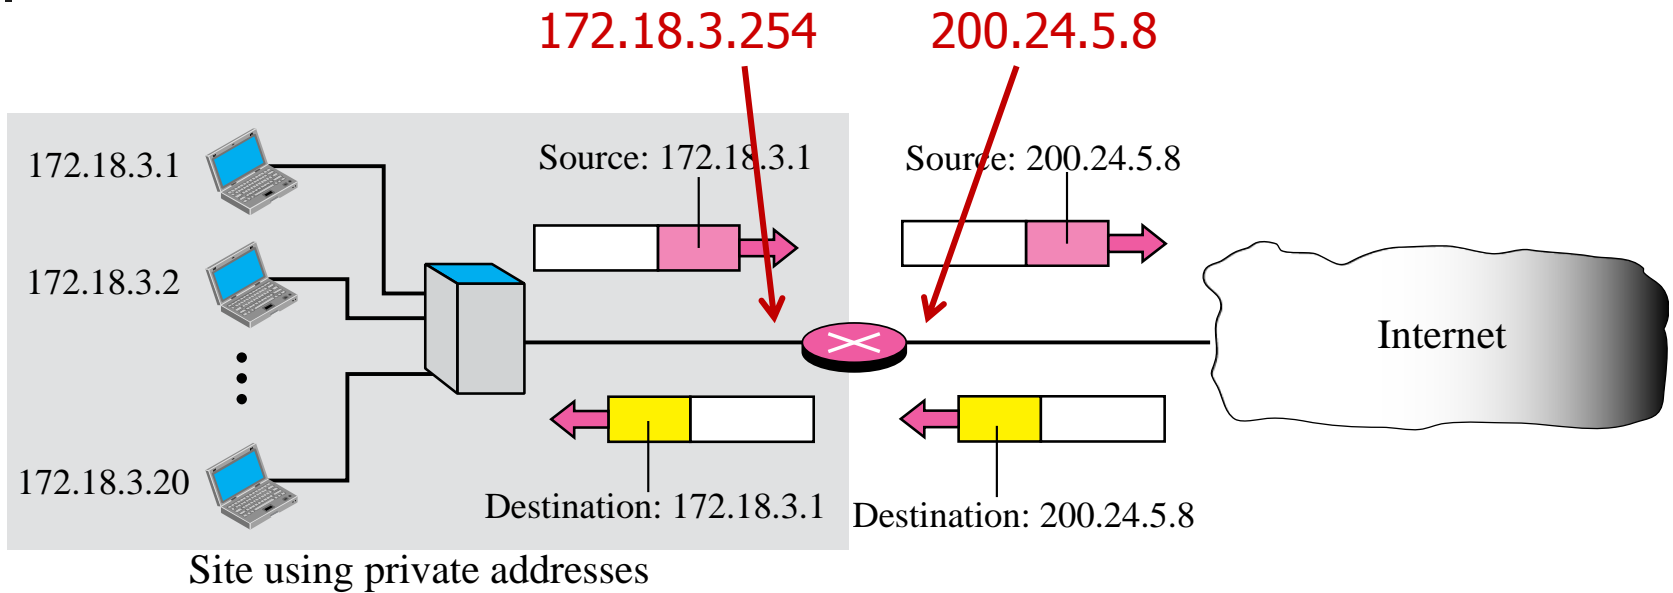 172.18.3.254
200.24.5.8
172.18.3.1
Source: 172.18.3.1
Source: 200.24.5.8
172.18.3.2
Internet
172.18.3.20
Destination: 172.18.3.1
Destination: 200.24.5.8
Site using private addresses